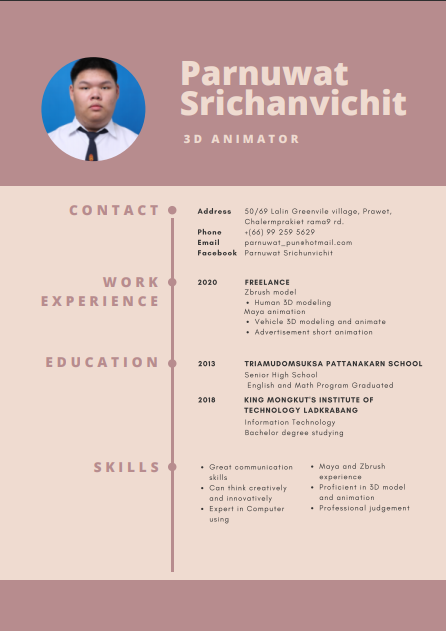 Parnuwat
Srichanvichit
3D ANIMATOR
CONTACT
Address 50/69 Lalin Greenvile village, Prawet,
Chalermprakiet rama9 rd.
Phone +(66) 99 259 5629
Email parnuwat_pun@hotmail.com
Facebook Parnuwat Srichunvichit
WORK
EXPERIENCE
2020 FREELANCE
Zbrush model
• Human 3D modeling
Maya animation
• Vehicle 3D modeling and animate
• Advertisement short animation
EDUCATION
2013 TRIAMUDOMSUKSA PATTANAKARN SCHOOL
Senior High School
English and Math Program Graduated
2018 KING MONGKUT'S INSTITUTE OF
TECHNOLOGY LADKRABANG
Information Technology
Bachelor degree studying
SKILLS
• Great communication
skills
• Can think creatively
and innovatively
• Expert in Computer
using
• Maya and Zbrush
experience
• Proficient in 3D model
and animation
• Professional judgement